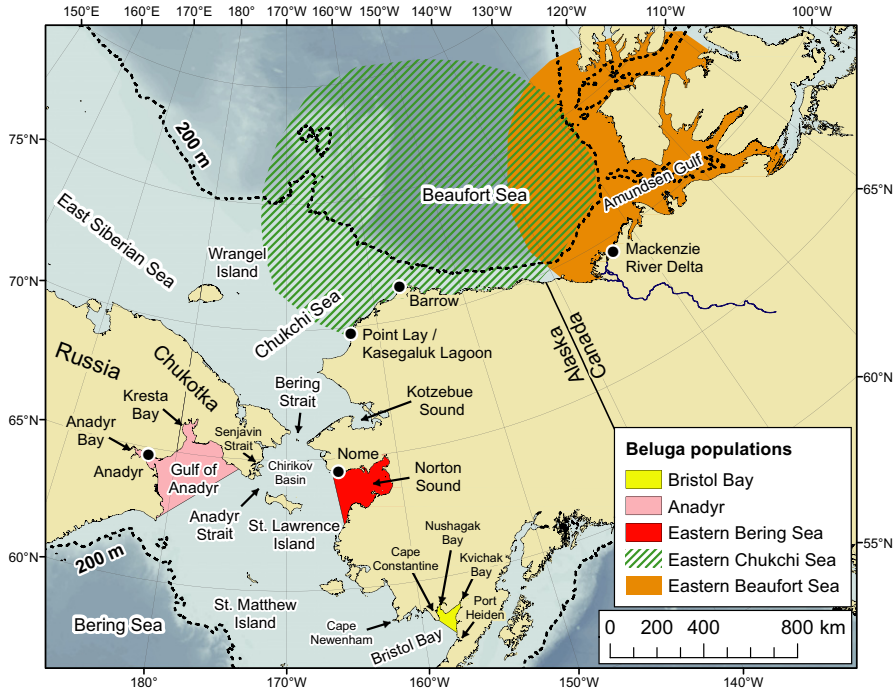 150°E 160°E 170°E 180° 170°W 160°W 150°W 140°W 130°W 120°W 110°W 100°W
75°N
200 m
65°N
Beaufort Sea
Amundsen Gulf
East Siberian Sea
Wrangel
Island
Mackenzie
River Delta
70°N
Barrow
Chukchi Sea
Point Lay /
Kasegaluk Lagoon
Alaska
Canada
Russia
Chukotka
60°N
Bering
Strait
Kotzebue
Sound
Kresta
Bay
65°N
Anadyr
Bay
Senjavin
Strait
Nome
Anadyr
Gulf of
Anadyr
Chirikov
Basin
Norton
Sound
Anadyr
Strait
St. Lawrence
Island
Beluga populations
Bristol Bay
Anadyr
Eastern Bering Sea
Eastern Chukchi Sea
Eastern Beaufort Sea
60°N
55°N
200 m
Nushagak
Bay
Cape
Constantine
Kvichak
Bay
Port
Heiden
St. Matthew
Island
Bering Sea
Cape
Newenham
Bristol Bay
0 200 400 800 km
180° 170°W 160°W 150°W 140°W